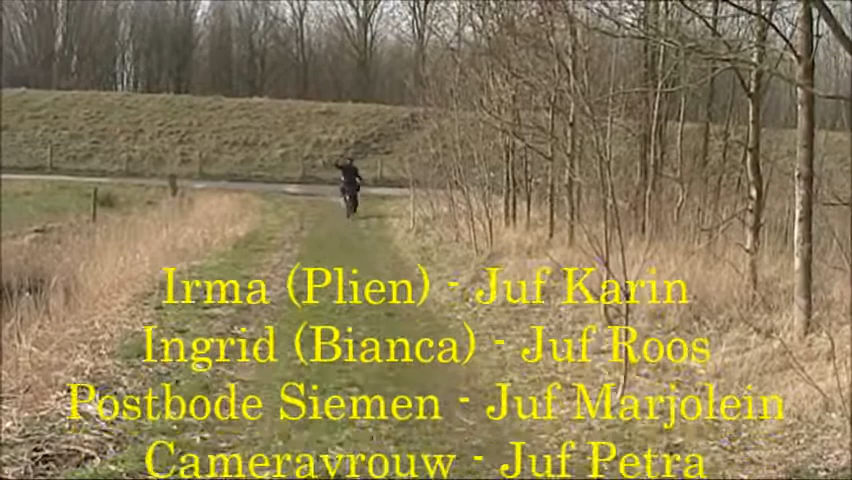 Irma (Plien) - Juf Karin
Ingrid (Bianca) - Juf Roos
Postbode Siemen - Juf Marjolein
Cameravrouw - Juf Petra